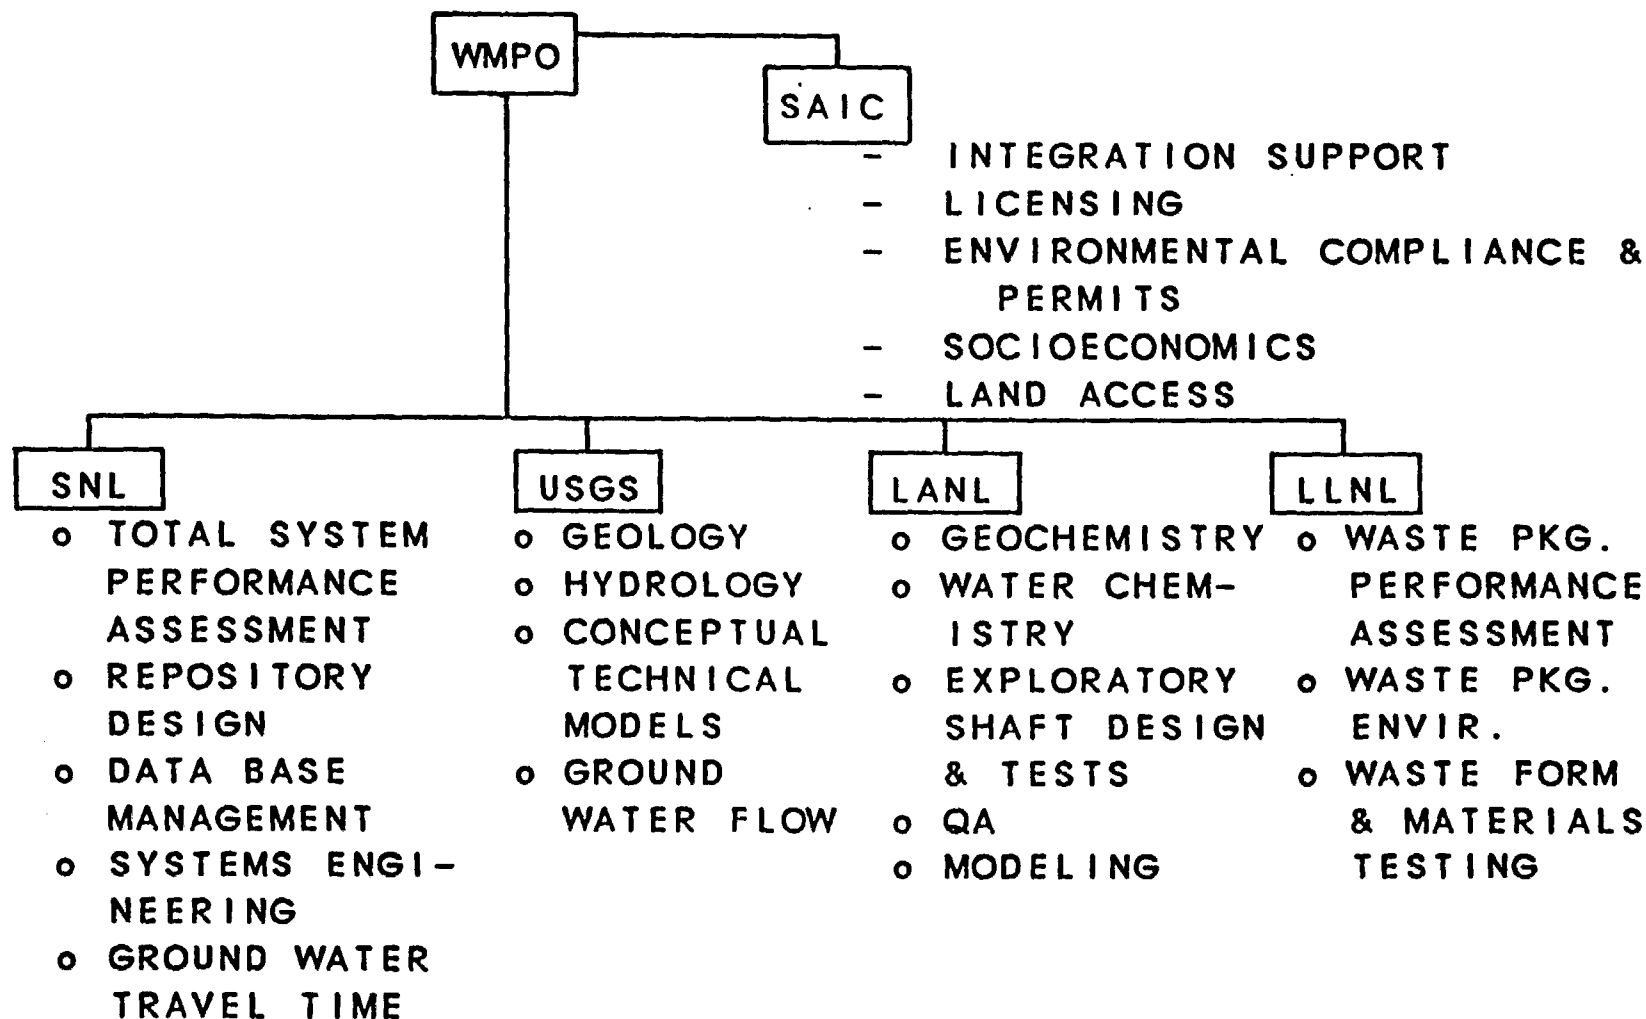 WMPO
SAIC
- INTEGRATION SUPPORT
- LICENSING
- ENVIRONMENTAL COMPLIANCE &
PERMITS
- SOCIOECONOMICS
- LAND ACCESS
SNL
o TOTAL SYSTEM
PERFORMANCE
ASSESSMENT
o REPOSITORY
DESIGN
o DATA BASE
MANAGEMENT
o SYSTEMS ENGI-
NEERING
o GROUND WATER
TRAVEL TIME
USGS
o GEOLOGY
o HYDROLOGY
o CONCEPTUAL
TECHNICAL
MODELS
o GROUND
WATER FLOW
LANL
o GEOCHEMISTRY
o WATER CHEM-
ISTRY
o EXPLORATORY
SHAFT DESIGN
& TESTS
o QA
o MODELING
LLNL
o WASTE PKG.
PERFORMANCE
ASSESSMENT
o WASTE PKG.
ENVIR.
o WASTE FORM
& MATERIALS
TESTING